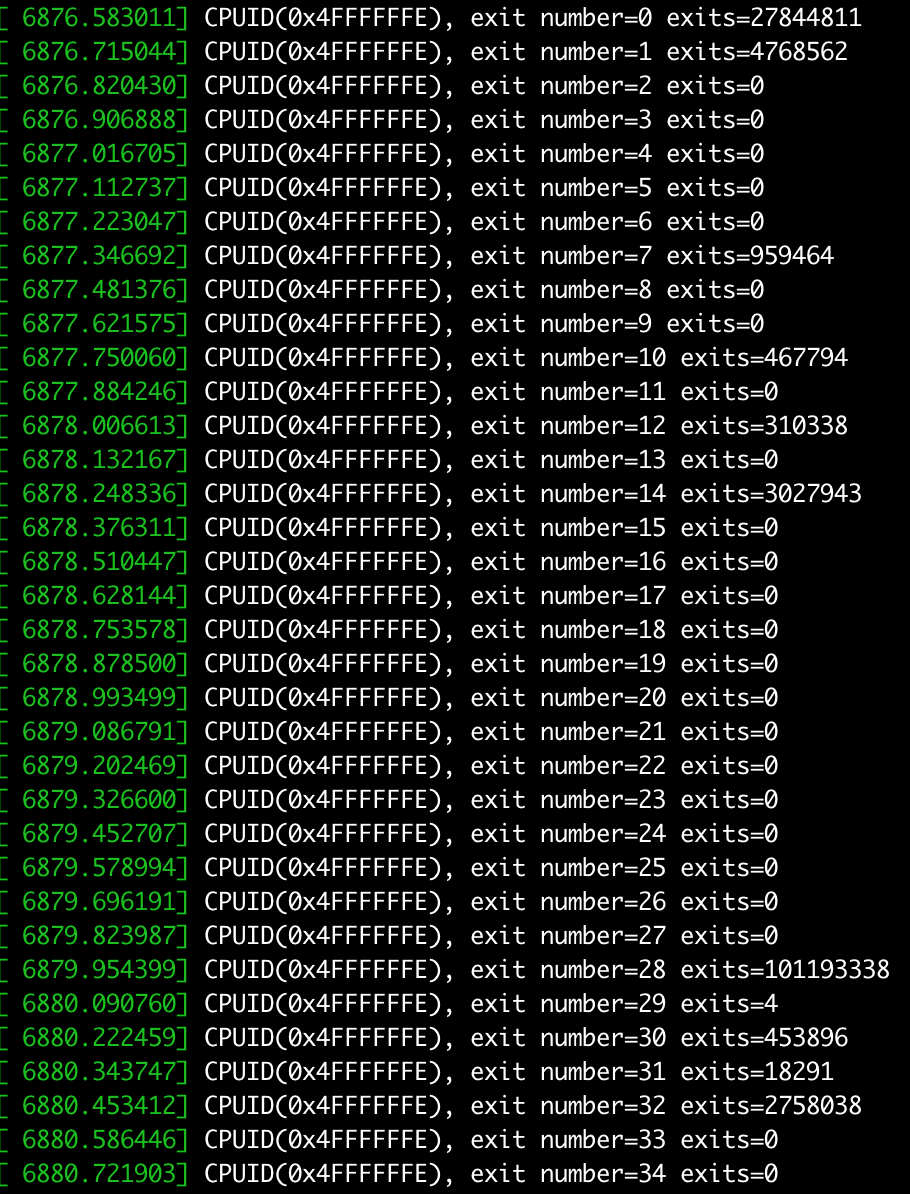 [ 6876.583011] CPUID(0x4FFFFFFE), exit number=0 exits=27844811
[ 6876.715044] CPUID(0x4FFFFFFE), exit number=1 exits=4768562
[ 6876.820430] CPUID(0x4FFFFFFE), exit number=2 exits=0
[ 6876.906888] CPUID(0x4FFFFFFE), exit number=3 exits=0
[ 6877.016705] CPUID(0x4FFFFFFE), exit number=4 exits=0
[ 6877.112737] CPUID(0x4FFFFFFE), exit number=5 exits=0
[ 6877.223047] CPUID(0x4FFFFFFE), exit number=6 exits=0
[ 6877.346692] CPUID(0x4FFFFFFE), exit number=7 exits=959464
[ 6877.481376] CPUID(0x4FFFFFFE), exit number=8 exits=0
[ 6877.621575] CPUID(0x4FFFFFFE), exit number=9 exits=0
[ 6877.750060] CPUID(0x4FFFFFFE), exit number=10 exits=467794
[ 6877.884246] CPUID(0x4FFFFFFE), exit number=11 exits=0
[ 6878.006613] CPUID(0x4FFFFFFE), exit number=12 exits=310338
[ 6878.132167] CPUID(0x4FFFFFFE), exit number=13 exits=0
[ 6878.248336] CPUID(0x4FFFFFFE), exit number=14 exits=3027943
[ 6878.376311] CPUID(0x4FFFFFFE), exit number=15 exits=0
[ 6878.510447] CPUID(0x4FFFFFFE), exit number=16 exits=0
[ 6878.628144] CPUID(0x4FFFFFFE), exit number=17 exits=0
[ 6878.753578] CPUID(0x4FFFFFFE), exit number=18 exits=0
[ 6878.878500] CPUID(0x4FFFFFFE), exit number=19 exits=0
[ 6878.993499] CPUID(0x4FFFFFFE), exit number=20 exits=0
[ 6879.086791] CPUID(0x4FFFFFFE), exit number=21 exits=0
[ 6879.202469] CPUID(0x4FFFFFFE), exit number=22 exits=0
[ 6879.326600] CPUID(0x4FFFFFFE), exit number=23 exits=0
[ 6879.452707] CPUID(0x4FFFFFFE), exit number=24 exits=0
[ 6879.578994] CPUID(0x4FFFFFFE), exit number=25 exits=0
[ 6879.696191] CPUID(0x4FFFFFFE), exit number=26 exits=0
[ 6879.823987] CPUID(0x4FFFFFFE), exit number=27 exits=0
[ 6879.954399] CPUID(0x4FFFFFFE), exit number=28 exits=101193338
[ 6880.090760] CPUID(0x4FFFFFFE), exit number=29 exits=4
[ 6880.222459] CPUID(0x4FFFFFFE), exit number=30 exits=453896
[ 6880.343747] CPUID(0x4FFFFFFE), exit number=31 exits=18291
[ 6880.453412] CPUID(0x4FFFFFFE), exit number=32 exits=2758038
[ 6880.586446] CPUID(0x4FFFFFFE), exit number=33 exits=0
[ 6880.721903] CPUID(0x4FFFFFFE), exit number=34 exits=0